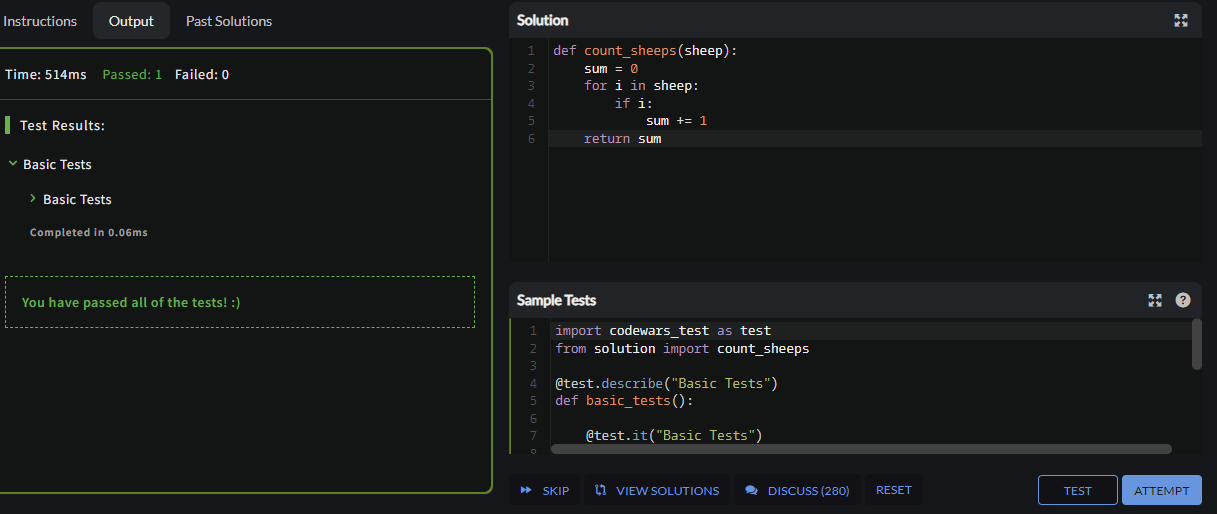 Instructions Output Past Solutions
Time: 514ms Passed: 1 Failed: 0
Test Results:
Basic Tests
Basic Tests
Completed in 0.06ms
You have passed all of the tests! :)
Solution
1 def count_sheeps(sheep):
2     sum = 0
3     for i in sheep:
4         if i:
5             sum += 1
6     return sum
Sample Tests
?
1 import codewars_test as test
2 from solution import count_sheeps
3
4 @test.describe("Basic Tests")
5 def basic_tests():
6
7     @test.it("Basic Tests")
8
SKIP VIEW SOLUTIONS DISCUSS (280) RESET TEST ATTEMPT